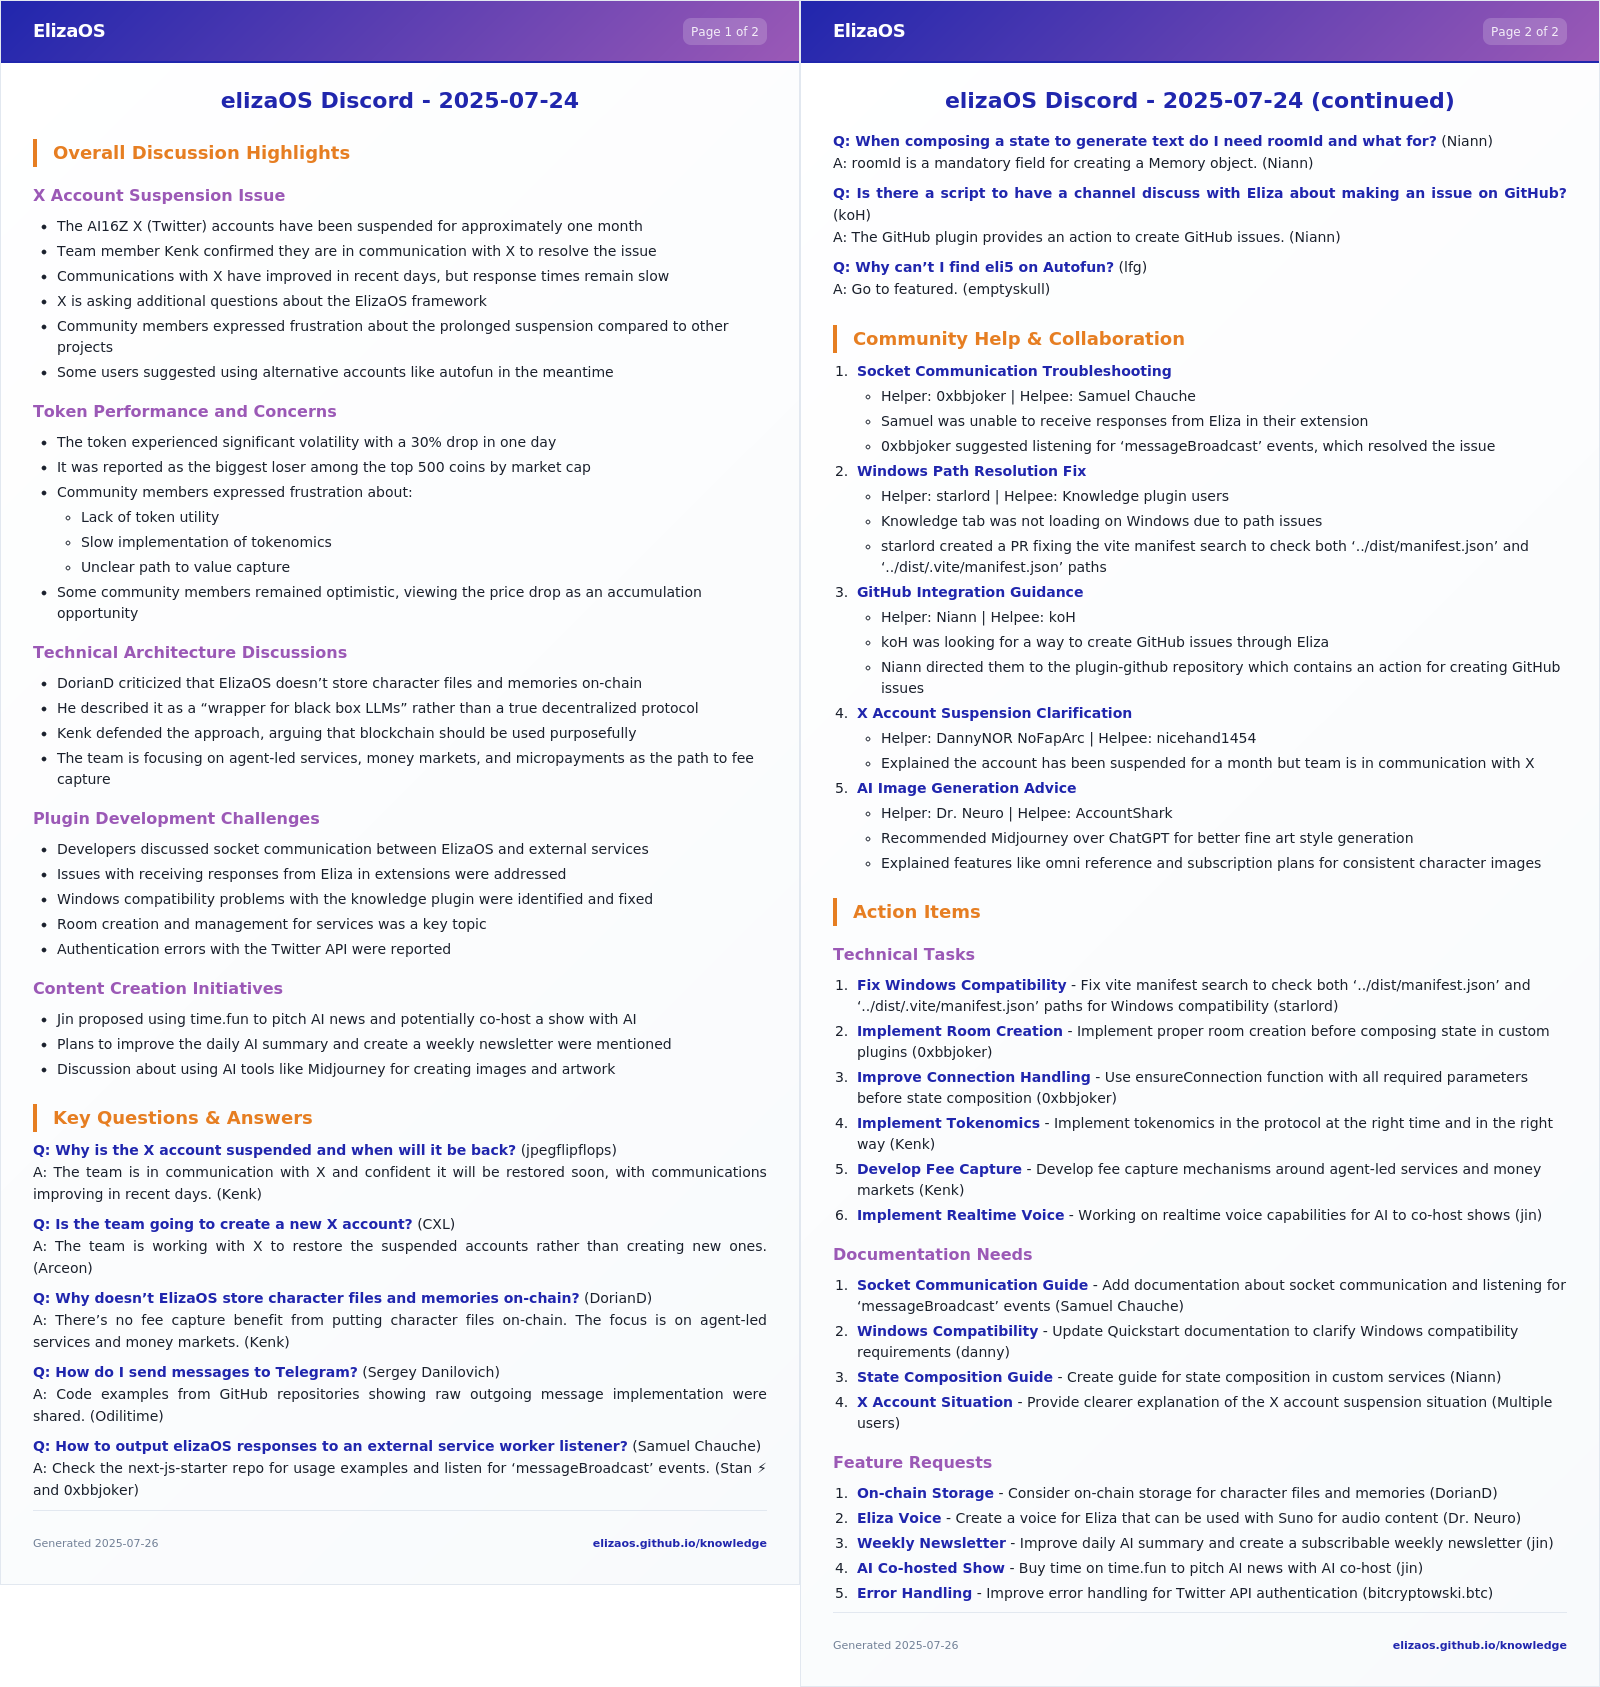 ElizaOS
Page 1 of 2
elizaOS Discord - 2025-07-24
Overall Discussion Highlights
X Account Suspension Issue
• The AI16Z X (Twitter) accounts have been suspended for approximately one month
• Team member Kenk confirmed they are in communication with X to resolve the issue
• Communications with X have improved in recent days, but response times remain slow
• X is asking additional questions about the ElizaOS framework
• Community members expressed frustration about the prolonged suspension compared to other
projects
• Some users suggested using alternative accounts like autofun in the meantime
Token Performance and Concerns
• The token experienced significant volatility with a 30% drop in one day
• It was reported as the biggest loser among the top 500 coins by market cap
• Community members expressed frustration about:
◦ Lack of token utility
◦ Slow implementation of tokenomics
◦ Unclear path to value capture
• Some community members remained optimistic, viewing the price drop as an accumulation
opportunity
Technical Architecture Discussions
• DorianD criticized that ElizaOS doesn’t store character files and memories on-chain
• He described it as a “wrapper for black box LLMs” rather than a true decentralized protocol
• Kenk defended the approach, arguing that blockchain should be used purposefully
• The team is focusing on agent-led services, money markets, and micropayments as the path to fee
capture
Plugin Development Challenges
• Developers discussed socket communication between ElizaOS and external services
• Issues with receiving responses from Eliza in extensions were addressed
• Windows compatibility problems with the knowledge plugin were identified and fixed
• Room creation and management for services was a key topic
• Authentication errors with the Twitter API were reported
Content Creation Initiatives
• Jin proposed using time.fun to pitch AI news and potentially co-host a show with AI
• Plans to improve the daily AI summary and create a weekly newsletter were mentioned
• Discussion about using AI tools like Midjourney for creating images and artwork
Key Questions & Answers
Q: Why is the X account suspended and when will it be back? (jpegflipflops)
A: The team is in communication with X and confident it will be restored soon, with communications
improving in recent days. (Kenk)
Q: Is the team going to create a new X account? (CXL)
A: The team is working with X to restore the suspended accounts rather than creating new ones.
(Arceon)
Q: Why doesn’t ElizaOS store character files and memories on-chain? (DorianD)
A: There’s no fee capture benefit from putting character files on-chain. The focus is on agent-led
services and money markets. (Kenk)
Q: How do I send messages to Telegram? (Sergey Danilovich)
A: Code examples from GitHub repositories showing raw outgoing message implementation were
shared. (Odilitime)
Q: How to output elizaOS responses to an external service worker listener? (Samuel Chauche)
A: Check the next-js-starter repo for usage examples and listen for ‘messageBroadcast’ events. (Stan ⚡
and 0xbbjoker)
Generated 2025-07-26
elizaos.github.io/knowledge
ElizaOS
Page 2 of 2
elizaOS Discord - 2025-07-24 (continued)
Q: When composing a state to generate text do I need roomId and what for? (Niann)
A: roomId is a mandatory field for creating a Memory object. (Niann)
Q: Is there a script to have a channel discuss with Eliza about making an issue on GitHub?
(koH)
A: The GitHub plugin provides an action to create GitHub issues. (Niann)
Q: Why can’t I find eli5 on Autofun? (lfg)
A: Go to featured. (emptyskull)
Community Help & Collaboration
1. Socket Communication Troubleshooting
◦ Helper: 0xbbjoker | Helpee: Samuel Chauche
◦ Samuel was unable to receive responses from Eliza in their extension
◦ 0xbbjoker suggested listening for ‘messageBroadcast’ events, which resolved the issue
2. Windows Path Resolution Fix
◦ Helper: starlord | Helpee: Knowledge plugin users
◦ Knowledge tab was not loading on Windows due to path issues
◦ starlord created a PR fixing the vite manifest search to check both ‘../dist/manifest.json’ and
‘../dist/.vite/manifest.json’ paths
3. GitHub Integration Guidance
◦ Helper: Niann | Helpee: koH
◦ koH was looking for a way to create GitHub issues through Eliza
◦ Niann directed them to the plugin-github repository which contains an action for creating GitHub
issues
4. X Account Suspension Clarification
◦ Helper: DannyNOR NoFapArc | Helpee: nicehand1454
◦ Explained the account has been suspended for a month but team is in communication with X
5. AI Image Generation Advice
◦ Helper: Dr. Neuro | Helpee: AccountShark
◦ Recommended Midjourney over ChatGPT for better fine art style generation
◦ Explained features like omni reference and subscription plans for consistent character images
Action Items
Technical Tasks
1. Fix Windows Compatibility - Fix vite manifest search to check both ‘../dist/manifest.json’ and
‘../dist/.vite/manifest.json’ paths for Windows compatibility (starlord)
2. Implement Room Creation - Implement proper room creation before composing state in custom
plugins (0xbbjoker)
3. Improve Connection Handling - Use ensureConnection function with all required parameters
before state composition (0xbbjoker)
4. Implement Tokenomics - Implement tokenomics in the protocol at the right time and in the right
way (Kenk)
5. Develop Fee Capture - Develop fee capture mechanisms around agent-led services and money
markets (Kenk)
6. Implement Realtime Voice - Working on realtime voice capabilities for AI to co-host shows (jin)
Documentation Needs
1. Socket Communication Guide - Add documentation about socket communication and listening for
‘messageBroadcast’ events (Samuel Chauche)
2. Windows Compatibility - Update Quickstart documentation to clarify Windows compatibility
requirements (danny)
3. State Composition Guide - Create guide for state composition in custom services (Niann)
4. X Account Situation - Provide clearer explanation of the X account suspension situation (Multiple
users)
Feature Requests
1. On-chain Storage - Consider on-chain storage for character files and memories (DorianD)
2. Eliza Voice - Create a voice for Eliza that can be used with Suno for audio content (Dr. Neuro)
3. Weekly Newsletter - Improve daily AI summary and create a subscribable weekly newsletter (jin)
4. AI Co-hosted Show - Buy time on time.fun to pitch AI news with AI co-host (jin)
5. Error Handling - Improve error handling for Twitter API authentication (bitcryptowski.btc)
Generated 2025-07-26
elizaos.github.io/knowledge